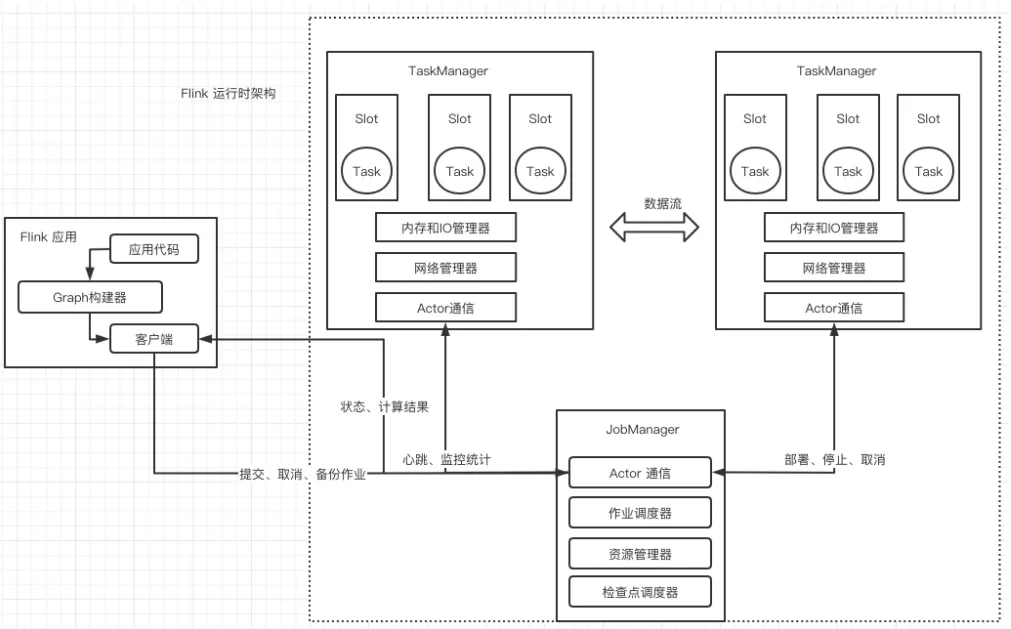 Flink 运行时架构
TaskManager
Slot
Slot
Slot
Task
Task
Task
内存和IO管理器
网络管理器
Actor通信
数据流
TaskManager
Slot
Slot
Slot
Task
Task
Task
内存和IO管理器
网络管理器
Actor通信
Flink 应用
应用代码
Graph构建器
客户端
状态、计算结果
提交、取消、备份作业
心跳、监控统计
部署、停止、取消
JobManager
Actor 通信
作业调度器
资源管理器
检查点调度器